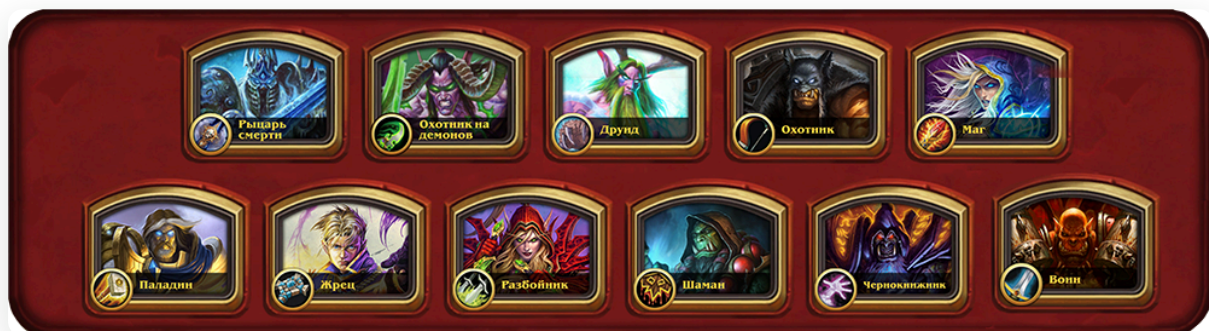 Рыцарь
смерти
Охотник на
демонов
Друид
Охотник
Маг
Паладин
Жрец
Разбойник
Шаман
Чернокнижник
Воин